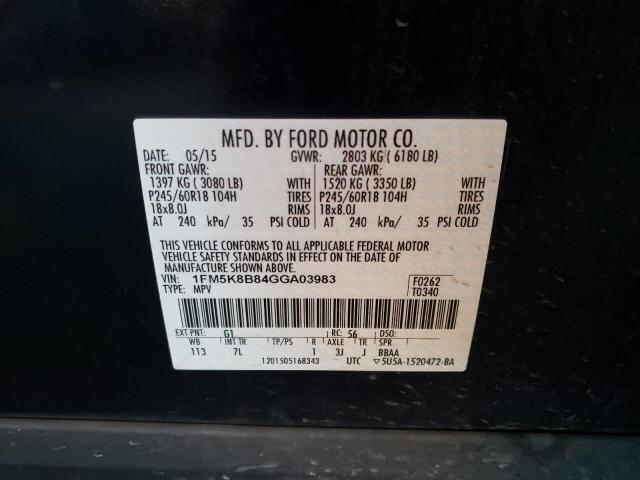 MFD. BY FORD MOTOR CO.
DATE: 05/15 GVWR: 2803 KG ( 6180 LB)
FRONT GAWR: REAR GAWR:
1397 KG ( 3080 LB) WITH 1520 KG ( 3350 LB) WITH
P245/60R18 104H TIRES P245/60R18 104H TIRES
18x8.0J RIMS 18x8.0J RIMS
AT 240 kPa/ 35 PSI COLD AT 240 kPa/ 35 PSI COLD
THIS VEHICLE CONFORMS TO ALL APPLICABLE FEDERAL MOTOR
VEHICLE SAFETY STANDARDS IN EFFECT ON THE DATE OF
MANUFACTURE SHOWN ABOVE.
VIN: 1FM5K8B84GGA03983 F0262
TYPE: MPV T0340
EXT PNT: G1 RC: 56 DSO:
WB INT TR TP/PS R AXLE TR SPR
113 7L 1 3J J BBAA
1201505168343 UTC ▽5U5A-1520472-BA